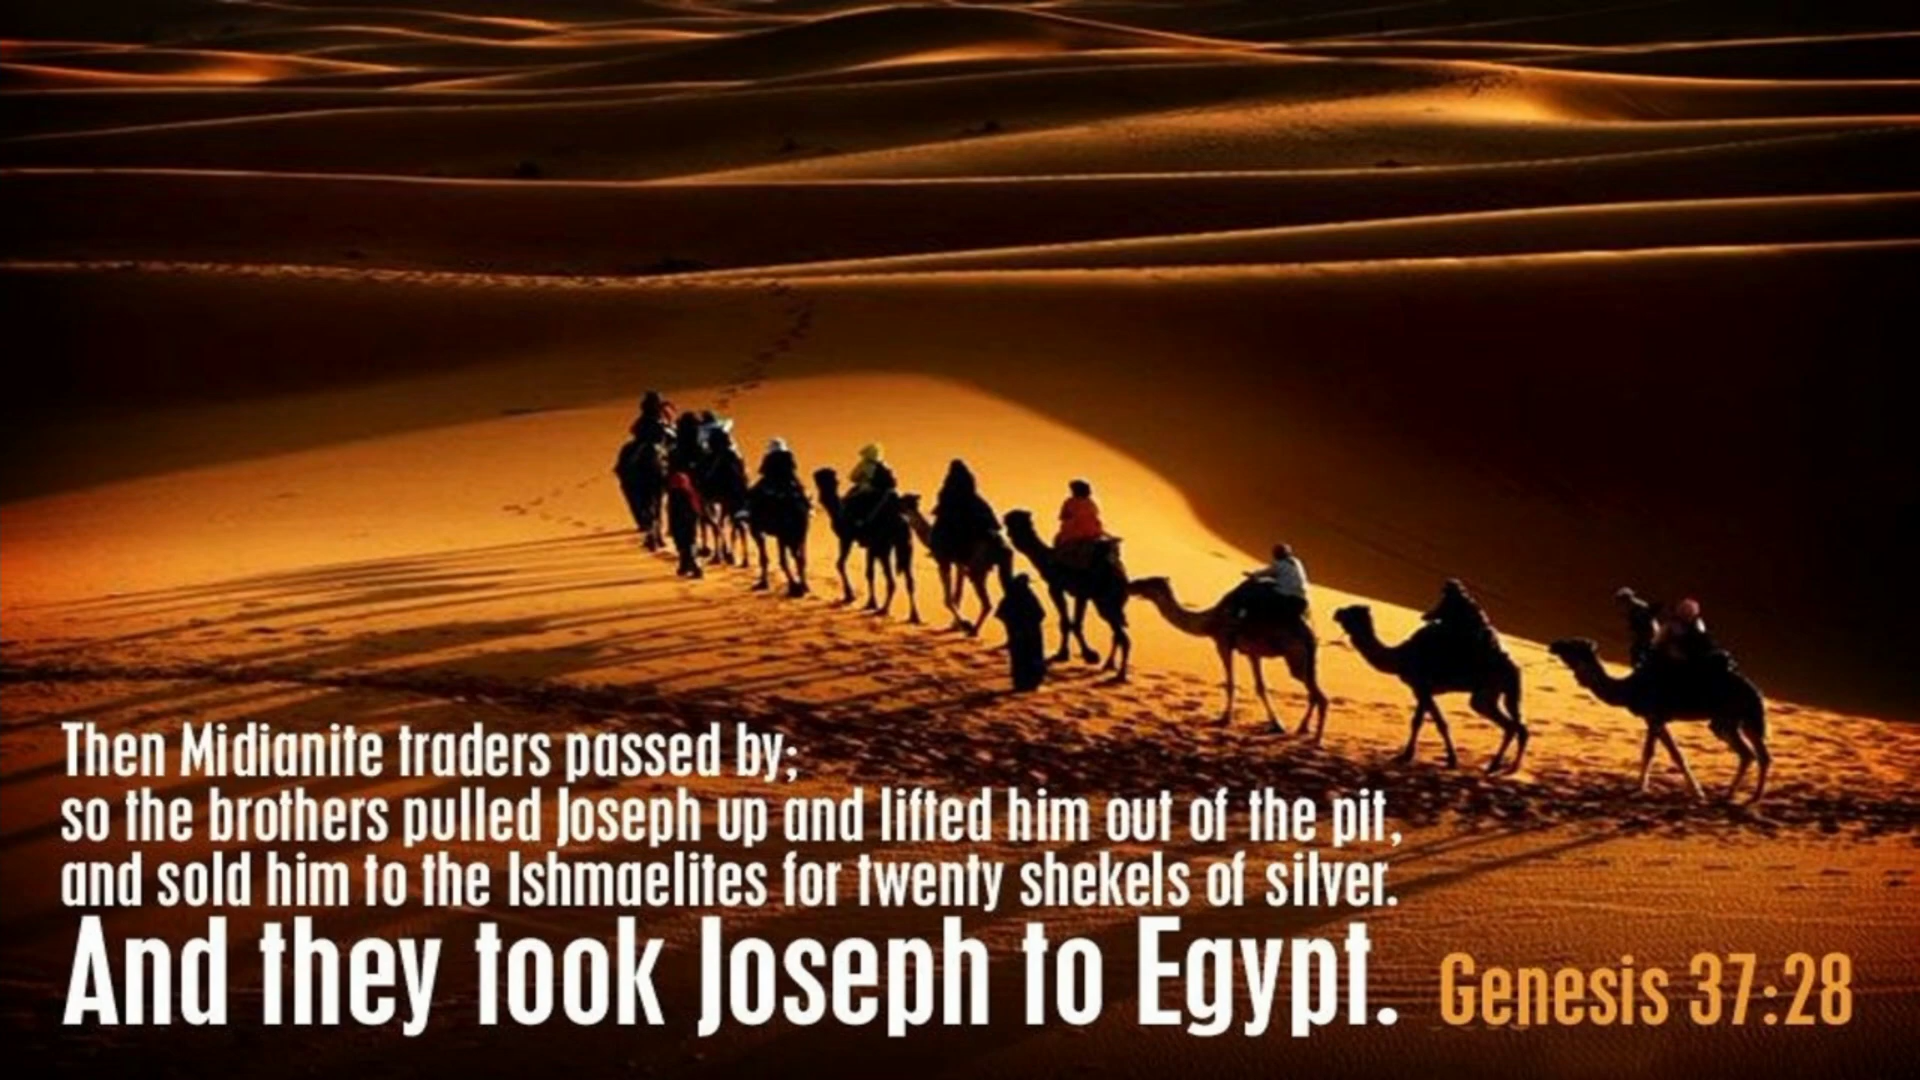 Then Midianite traders passed by;
so the brothers pulled Joseph up and lifted him out of the pit,
and sold him to the Ishmaelites for twenty shekels of silver.
And they took Joseph to Egypt. Genesis 37:28